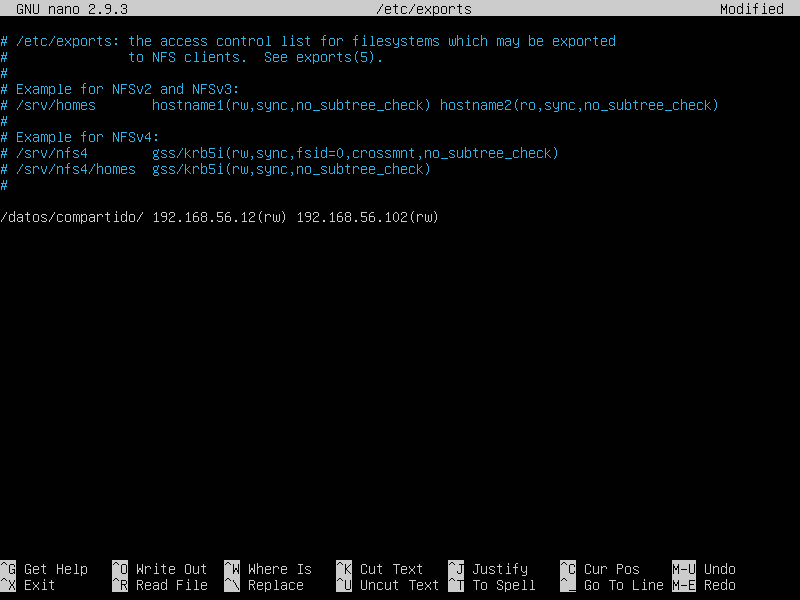 GNU nano 2.9.3 /etc/exports Modified
# /etc/exports: the access control list for filesystems which may be exported
# to NFS clients. See exports(5).
#
# Example for NFSv2 and NFSv3:
# /srv/homes hostname1(rw,sync,no_subtree_check) hostname2(ro,sync,no_subtree_check)
#
# Example for NFSv4:
# /srv/nfs4 gss/krb5i(rw,sync,fsid=0,crossmnt,no_subtree_check)
# /srv/nfs4/homes gss/krb5i(rw,sync,no_subtree_check)
#
/datos/compartido/ 192.168.56.12(rw) 192.168.56.102(rw)
^G Get Help ^O Write Out ^W Where Is ^K Cut Text ^J Justify ^C Cur Pos M-U Undo
^X Exit ^R Read File ^\ Replace ^U Uncut Text ^T To Spell ^_ Go To Line M-E Redo